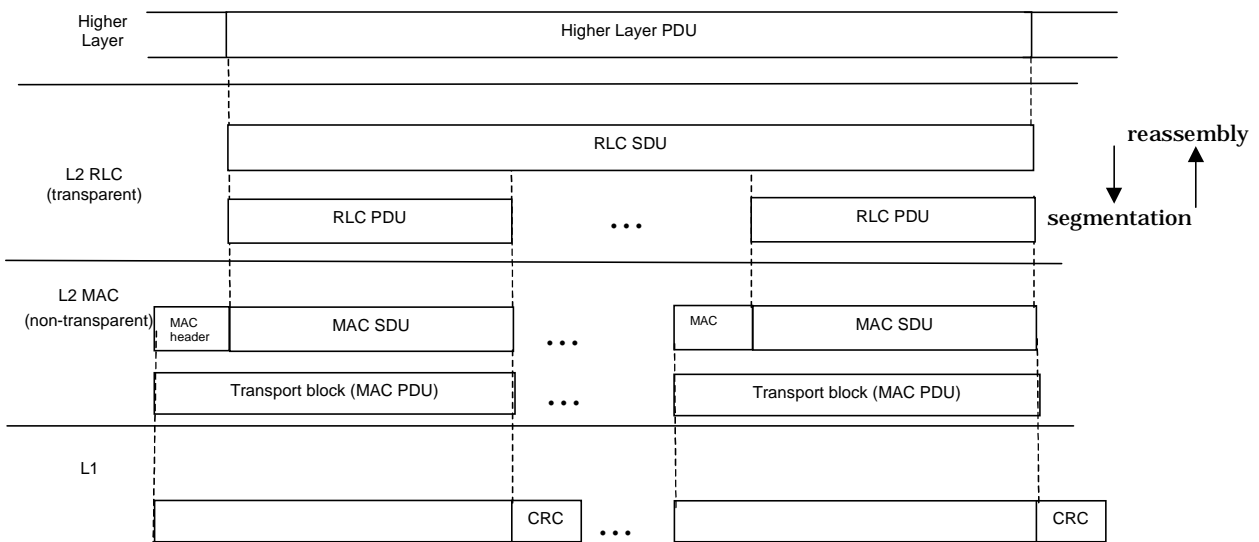 Higher
Layer
Higher Layer PDU
RLC SDU
reassembly
L2 RLC
(transparent)
RLC PDU
...
RLC PDU
segmentation
L2 MAC
(non-transparent)
MAC
header
MAC SDU
...
MAC
MAC SDU
Transport block (MAC PDU)
...
Transport block (MAC PDU)
L1
CRC
...
CRC